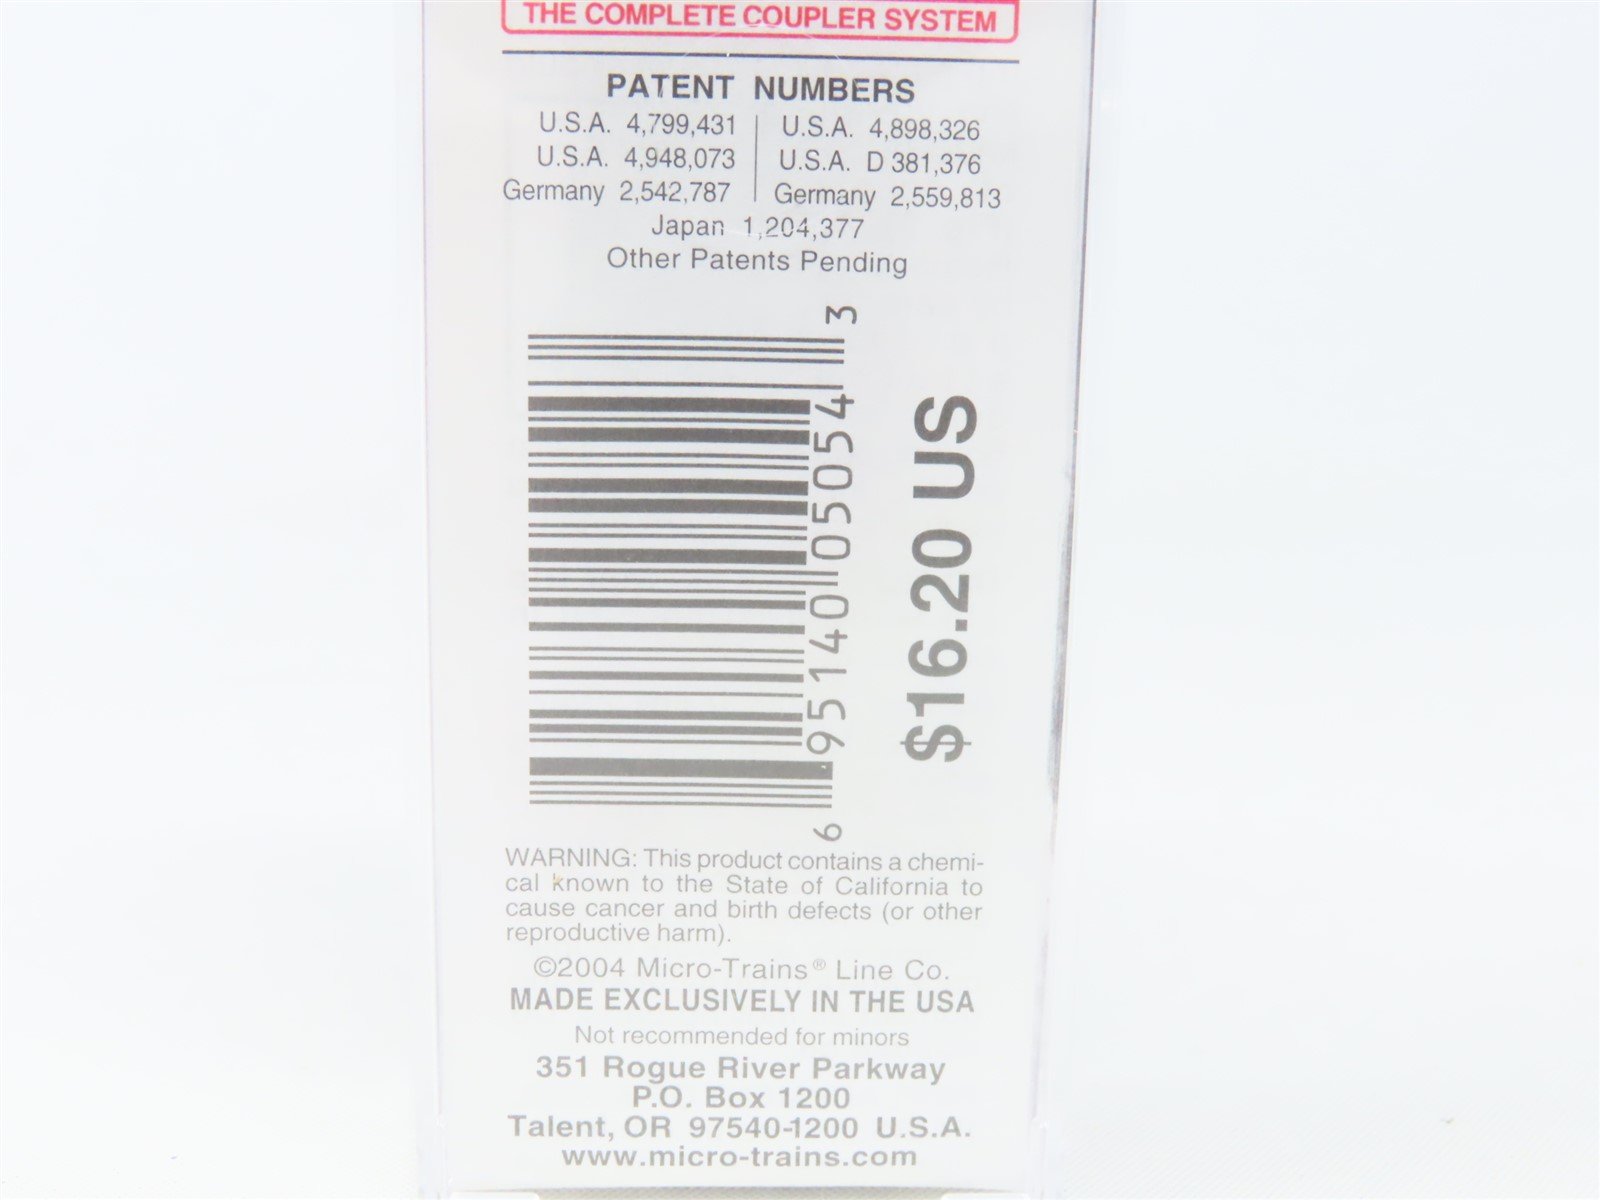 THE COMPLETE COUPLER SYSTEM
PATENT NUMBERS
U.S.A. 4,799,431 U.S.A. 4,898,326
U.S.A. 4,948,073 U.S.A. D 381,376
Germany 2,542,787 Germany 2,559,813
Japan 1,204,377
Other Patents Pending
6 95140 05054 3
$16.20 US
WARNING: This product contains a chemi-
cal known to the State of California to
cause cancer and birth defects (or other
reproductive harm).
©2004 Micro-Trains® Line Co.
MADE EXCLUSIVELY IN THE USA
Not recommended for minors
351 Rogue River Parkway
P.O. Box 1200
Talent, OR 97540-1200 U.S.A.
www.micro-trains.com